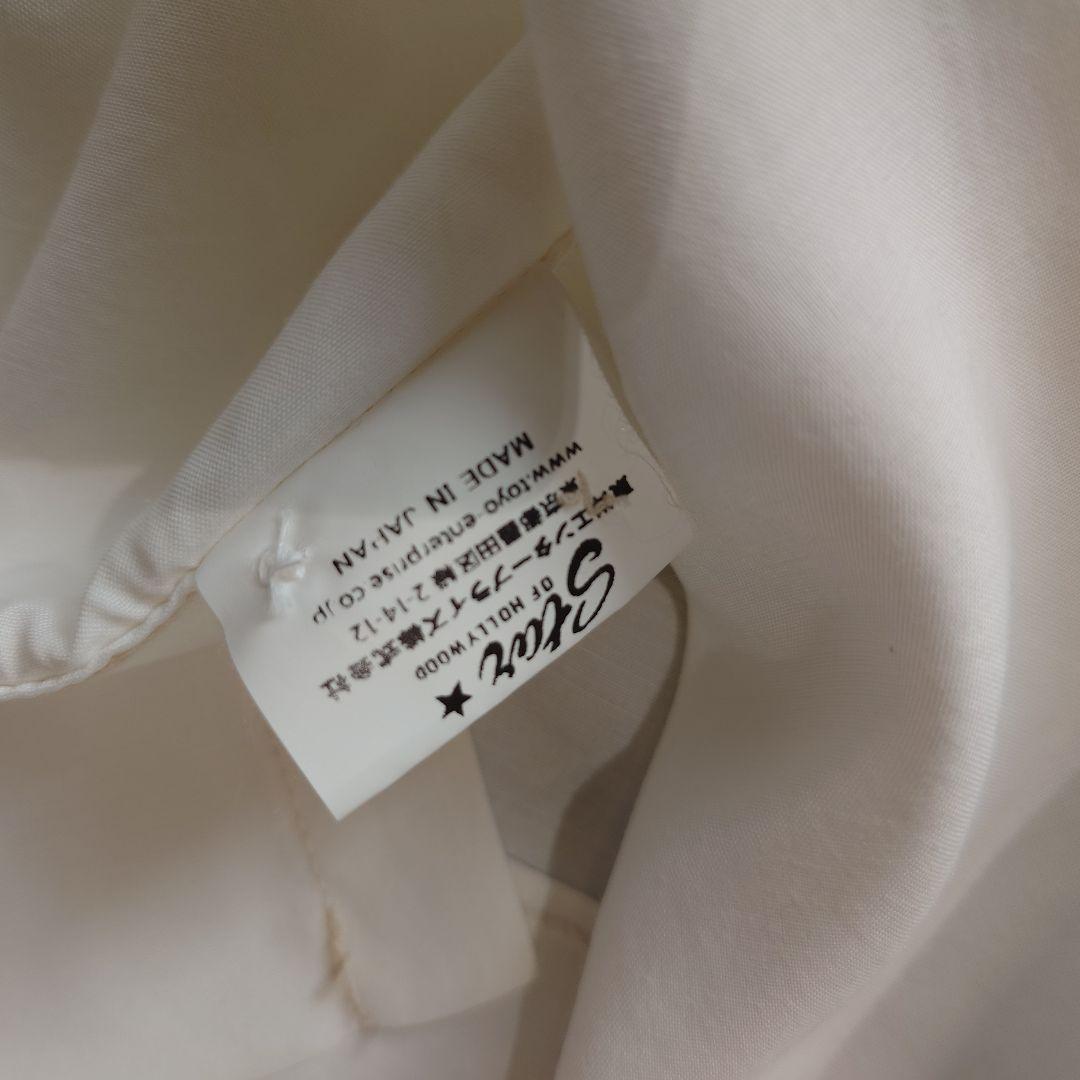 Star
OF HOLLYWOOD
東洋エンタープライズ株式會社
東京都墨田区緑 2-14-12
www.toyo-enterprise.co.jp
MADE IN JAPAN